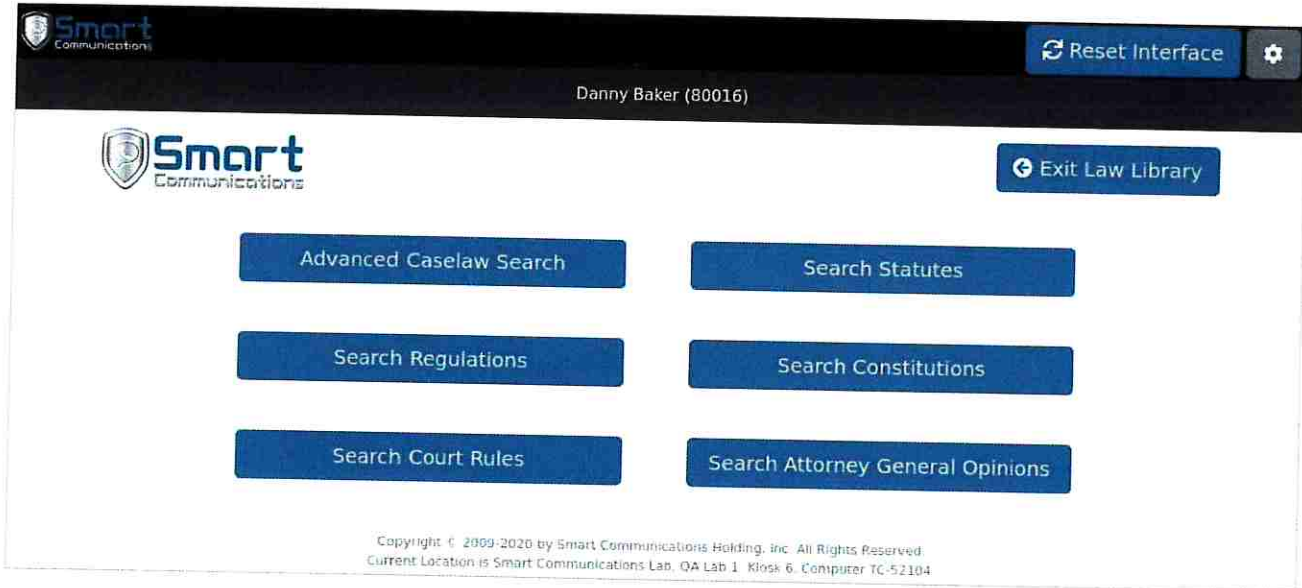 Smart
Communications
Reset Interface
Danny Baker (80016)
Smart
Communications
Exit Law Library
Advanced Caselaw Search
Search Statutes
Search Regulations
Search Constitutions
Search Court Rules
Search Attorney General Opinions
Copyright © 2009-2020 by Smart Communications Holding, Inc. All Rights Reserved
Current Location is Smart Communications Lab, QA Lab 1, Kiosk 6, Computer TC-52104